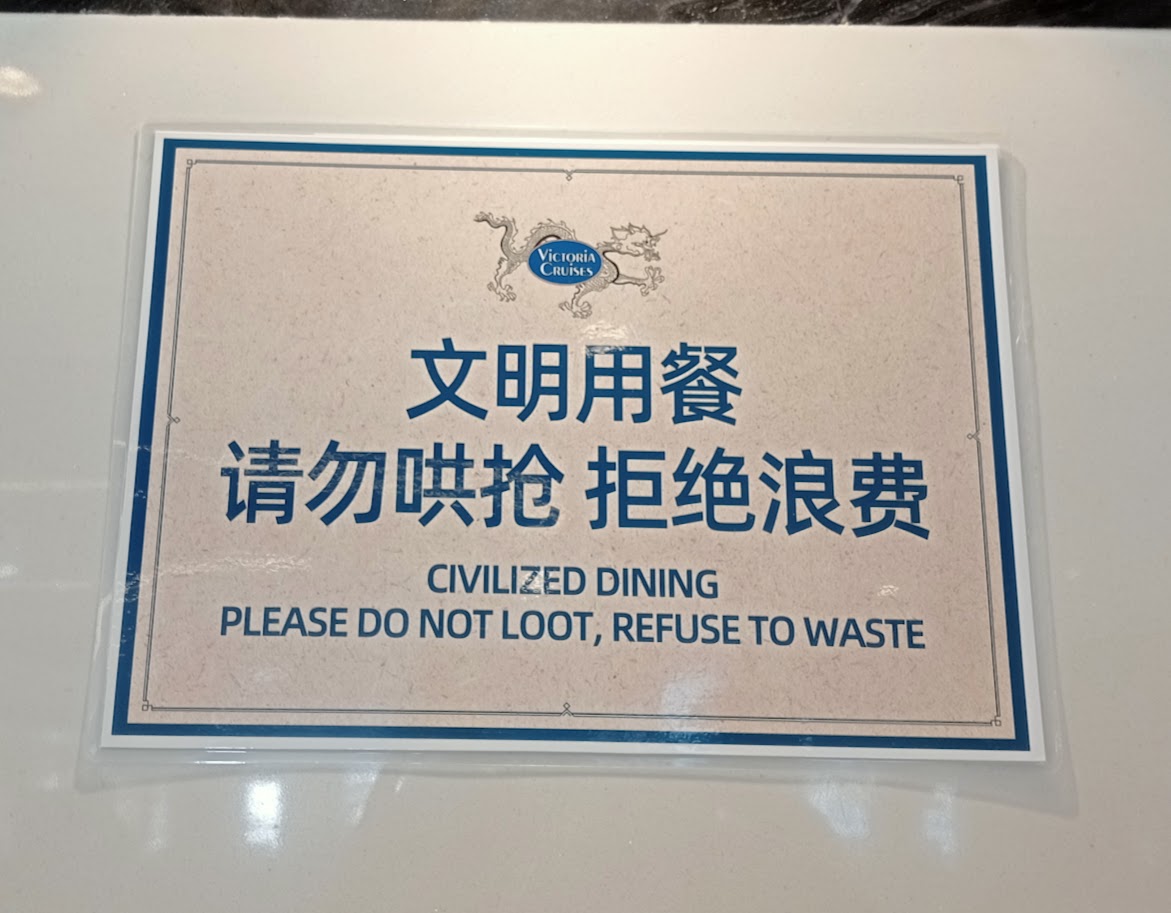 VICTORIA
CRUISES
文明用餐
请勿哄抢 拒绝浪费
CIVILIZED DINING
PLEASE DO NOT LOOT, REFUSE TO WASTE